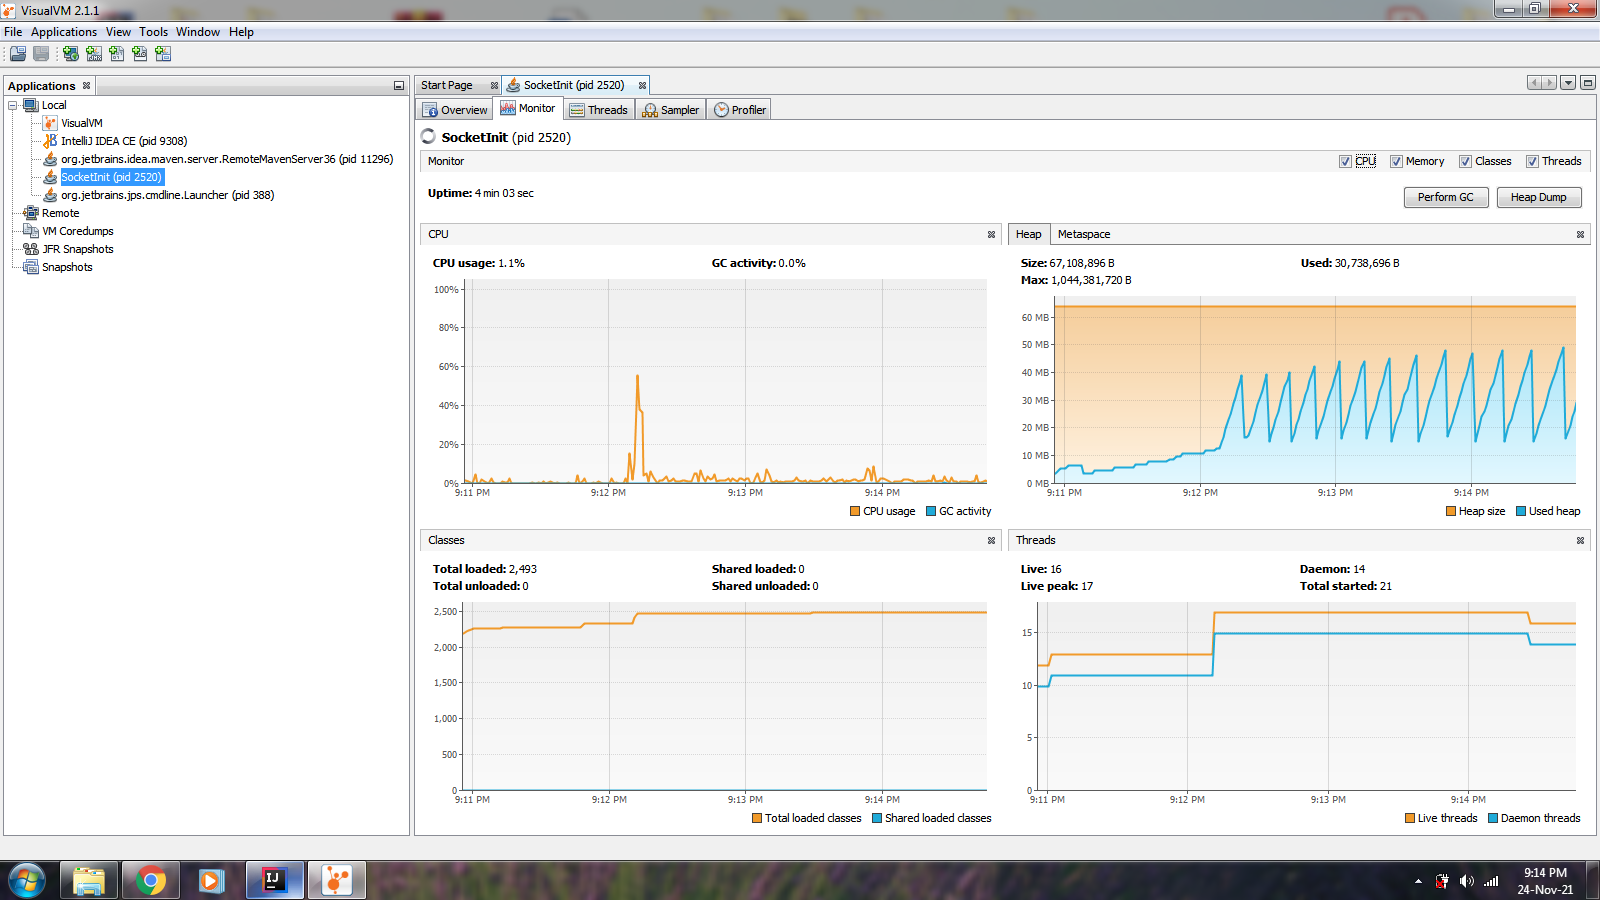 VisualVM 2.1.1
File Applications View Tools Window Help
Applications
Local
VisualVM
IntelliJ IDEA CE (pid 9308)
org.jetbrains.idea.maven.server.RemoteMavenServer36 (pid 11296)
SocketInit (pid 2520)
org.jetbrains.jps.cmdline.Launcher (pid 388)
Remote
VM Coredumps
JFR Snapshots
Snapshots
Start Page SocketInit (pid 2520)
Overview Monitor Threads Sampler Profiler
SocketInit (pid 2520)
Monitor CPU Memory Classes Threads
Uptime: 4 min 03 sec
Perform GC Heap Dump
CPU
CPU usage: 1.1% GC activity: 0.0%
100%
80%
60%
40%
20%
0%
9:11 PM 9:12 PM 9:13 PM 9:14 PM
CPU usage GC activity
Heap Metaspace
Size: 67,108,896 B Used: 30,738,696 B
Max: 1,044,381,720 B
60 MB
50 MB
40 MB
30 MB
20 MB
10 MB
0 MB
9:11 PM 9:12 PM 9:13 PM 9:14 PM
Heap size Used heap
Classes
Total loaded: 2,493 Shared loaded: 0
Total unloaded: 0 Shared unloaded: 0
2,500
2,000
1,500
1,000
500
0
9:11 PM 9:12 PM 9:13 PM 9:14 PM
Total loaded classes Shared loaded classes
Threads
Live: 16 Daemon: 14
Live peak: 17 Total started: 21
15
10
5
0
9:11 PM 9:12 PM 9:13 PM 9:14 PM
Live threads Daemon threads
IJ
9:14 PM
24-Nov-21